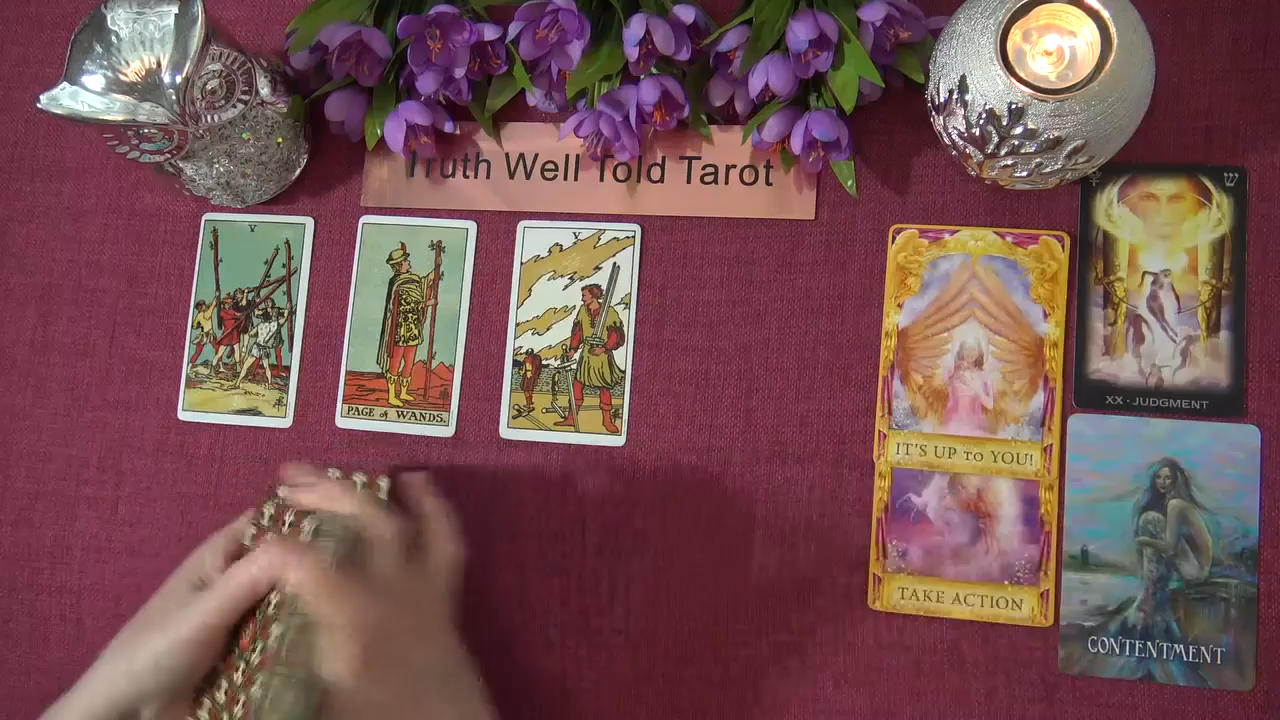 Truth Well Told Tarot
V
PAGE of WANDS.
V
IT'S UP to YOU!
TAKE ACTION
ש
XX · JUDGMENT
CONTENTMENT